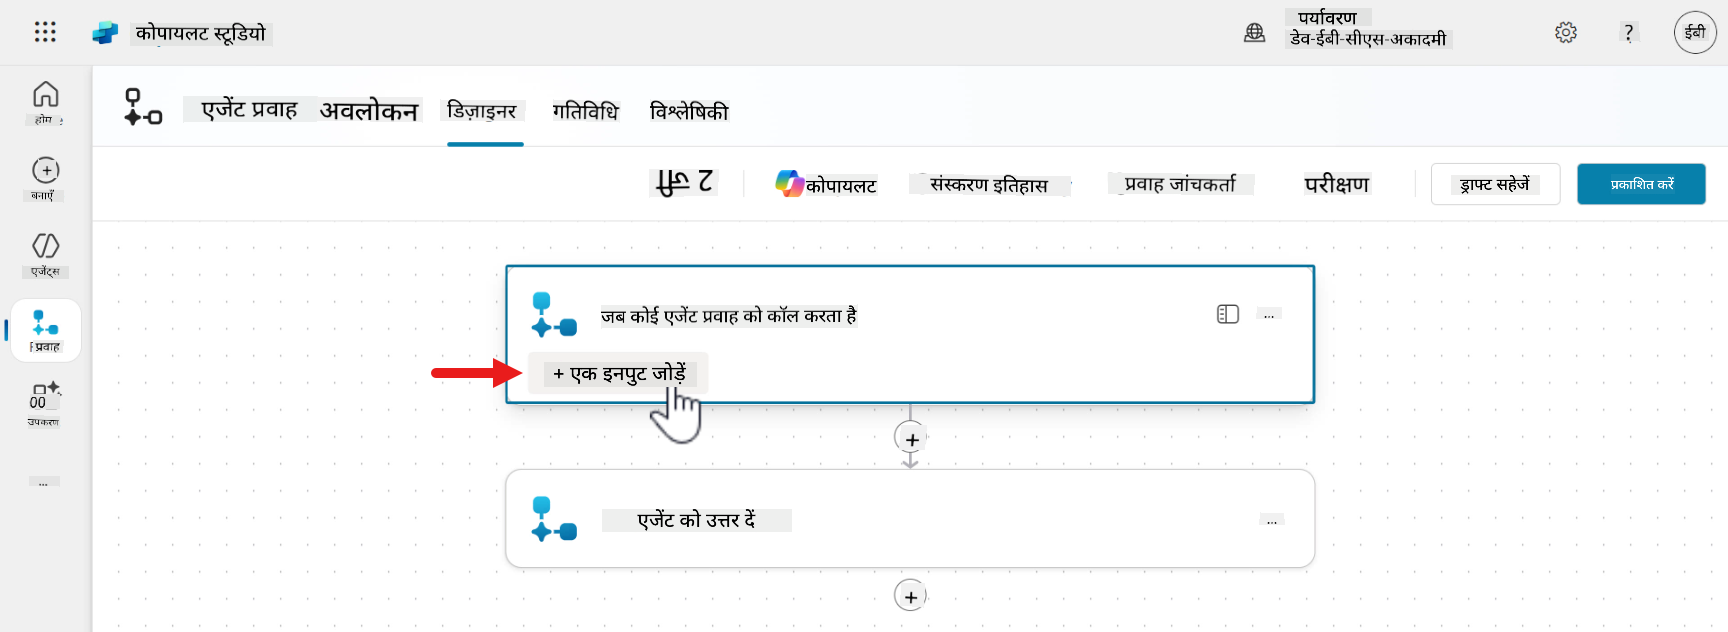 कोपायलट स्टूडियो
पर्यावरण
डेव-ईबी-सीएस-अकादमी
?
ईबी
होम
बनाएँ
एजेंट्स
प्रवाह
उपकरण
...
एजेंट प्रवाह अवलोकन डिज़ाइनर गतिविधि विश्लेषिकी
कोपायलट संस्करण इतिहास प्रवाह जांचकर्ता परीक्षण ड्राफ्ट सहेजें प्रकाशित करें
जब कोई एजेंट प्रवाह को कॉल करता है ...
+ एक इनपुट जोड़ें
+
एजेंट को उत्तर दें ...
+